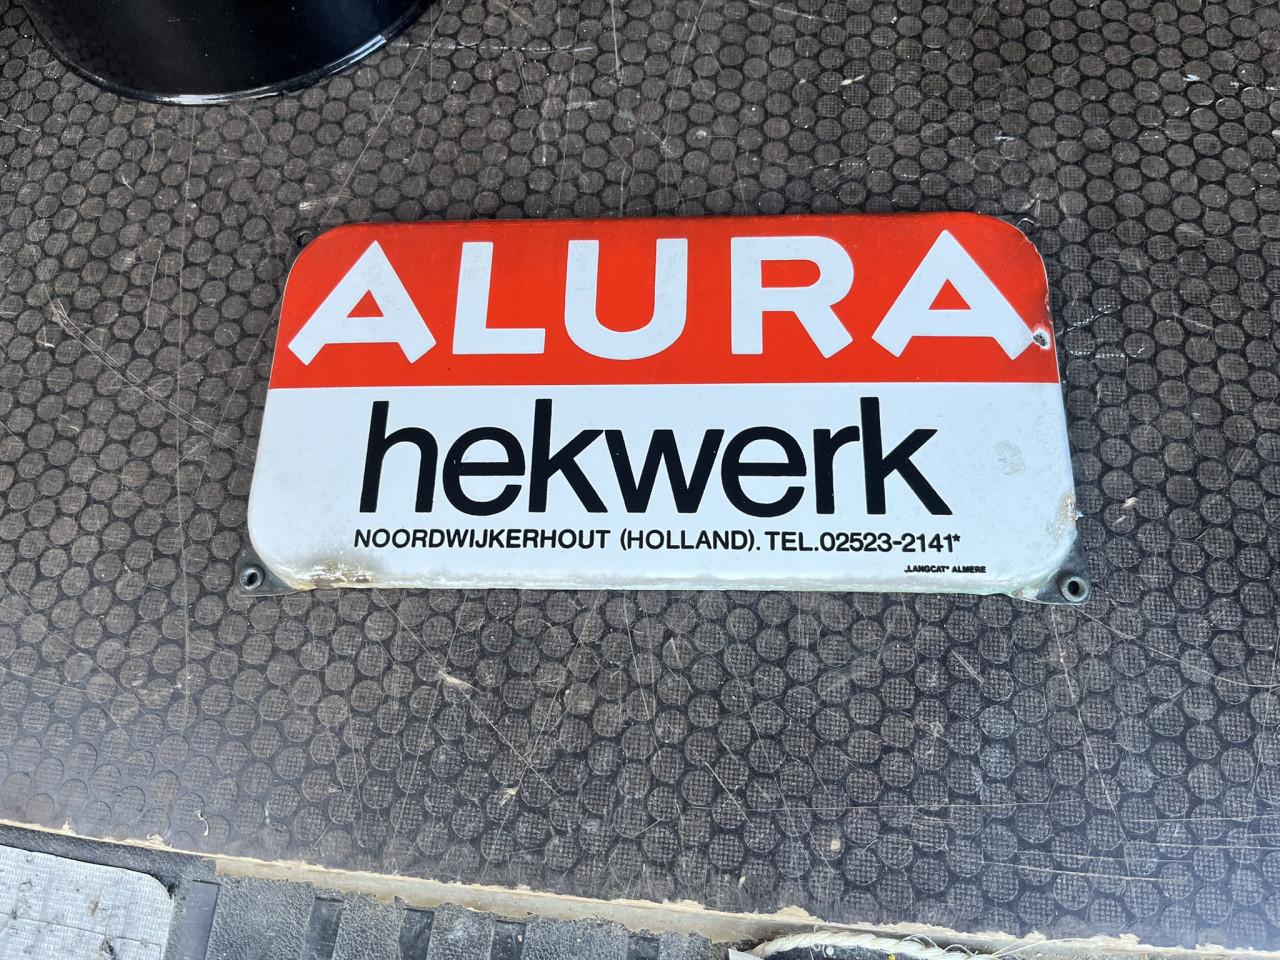 ALURA
hekwerk
NOORDWIJKERHOUT (HOLLAND). TEL.02523-2141*
„LANGCAT" ALMERE